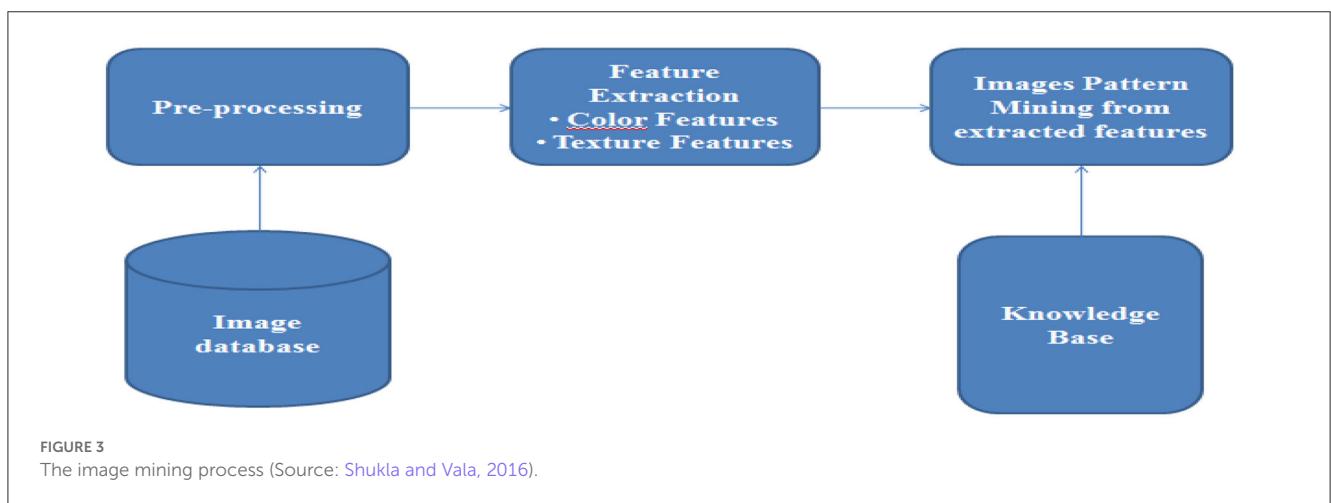 Pre-processing
Feature
Extraction
• Color Features
• Texture Features
Images Pattern
Mining from
extracted features
Image
database
Knowledge
Base
FIGURE 3
The image mining process (Source: Shukla and Vala, 2016).